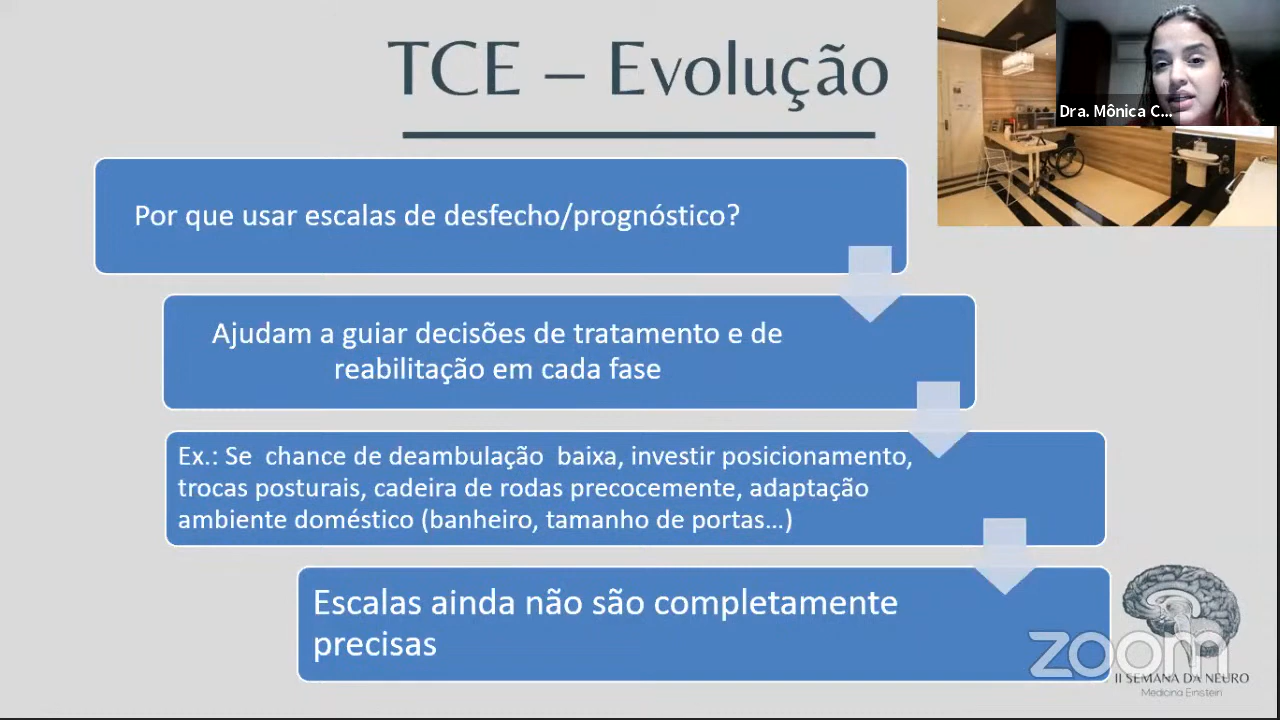 TCE – Evolução
Dra. Mônica C...
Por que usar escalas de desfecho/prognóstico?
Ajudam a guiar decisões de tratamento e de
reabilitação em cada fase
Ex.: Se chance de deambulação baixa, investir posicionamento,
trocas posturais, cadeira de rodas precocemente, adaptação
ambiente doméstico (banheiro, tamanho de portas...)
Escalas ainda não são completamente
precisas
zoom
II SEMANA DA NEURO
Medicina Einstein